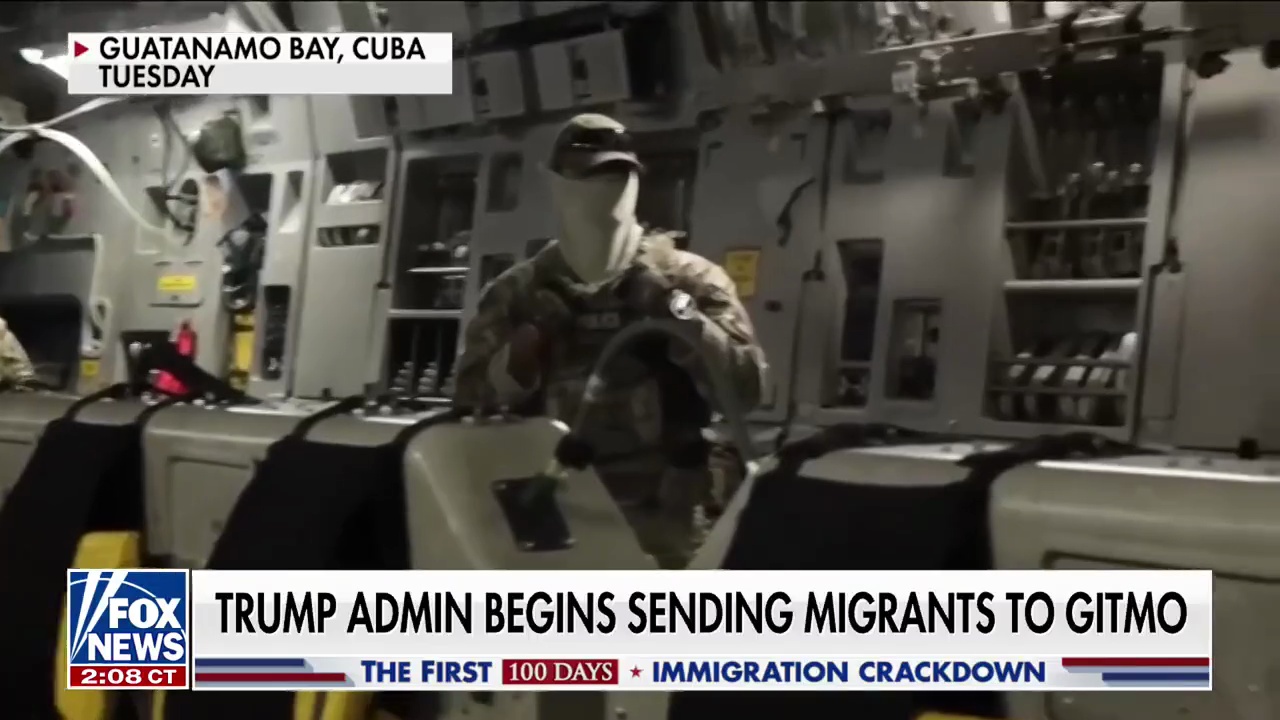 GUATANAMO BAY, CUBA
TUESDAY
TRUMP ADMIN BEGINS SENDING MIGRANTS TO GITMO
FOX
NEWS
2:08 CT
THE FIRST 100 DAYS ★ IMMIGRATION CRACKDOWN